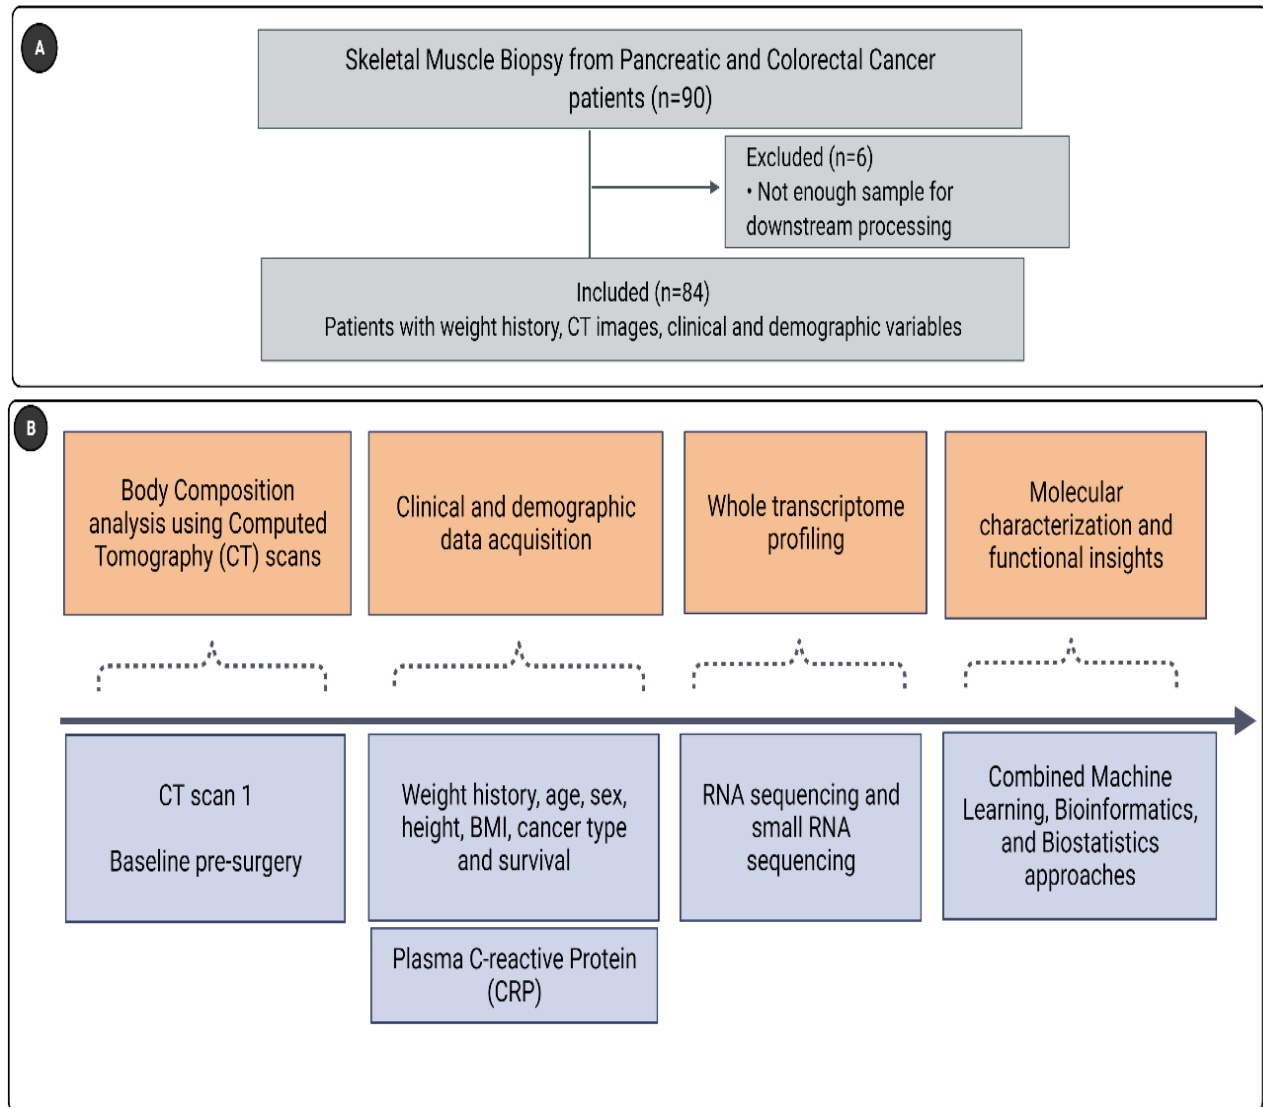 A
Skeletal Muscle Biopsy from Pancreatic and Colorectal Cancer
patients (n=90)
Excluded (n=6)
• Not enough sample for
downstream processing
Included (n=84)
Patients with weight history, CT images, clinical and demographic variables
B
Body Composition
analysis using Computed
Tomography (CT) scans
Clinical and demographic
data acquisition
Whole transcriptome
profiling
Molecular
characterization and
functional insights
CT scan 1
Baseline pre-surgery
Weight history, age, sex,
height, BMI, cancer type
and survival
Plasma C-reactive Protein
(CRP)
RNA sequencing and
small RNA
sequencing
Combined Machine
Learning, Bioinformatics,
and Biostatistics
approaches